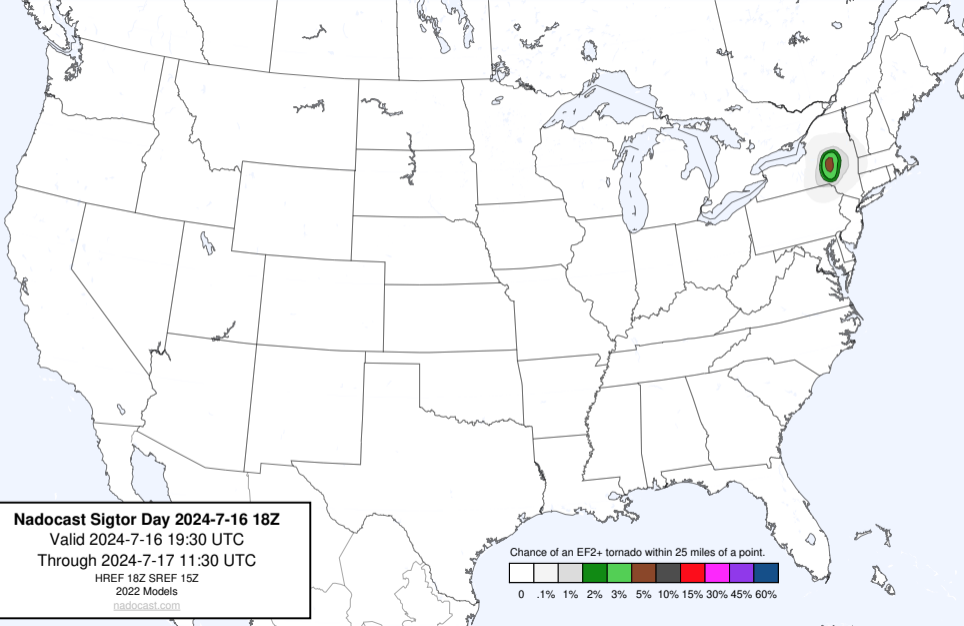 Nadocast Sigtor Day 2024-7-16 18Z
Valid 2024-7-16 19:30 UTC
Through 2024-7-17 11:30 UTC
HREF 18Z SREF 15Z
2022 Models
nadocast.com
Chance of an EF2+ tornado within 25 miles of a point.
0 .1% 1% 2% 3% 5% 10% 15% 30% 45% 60%